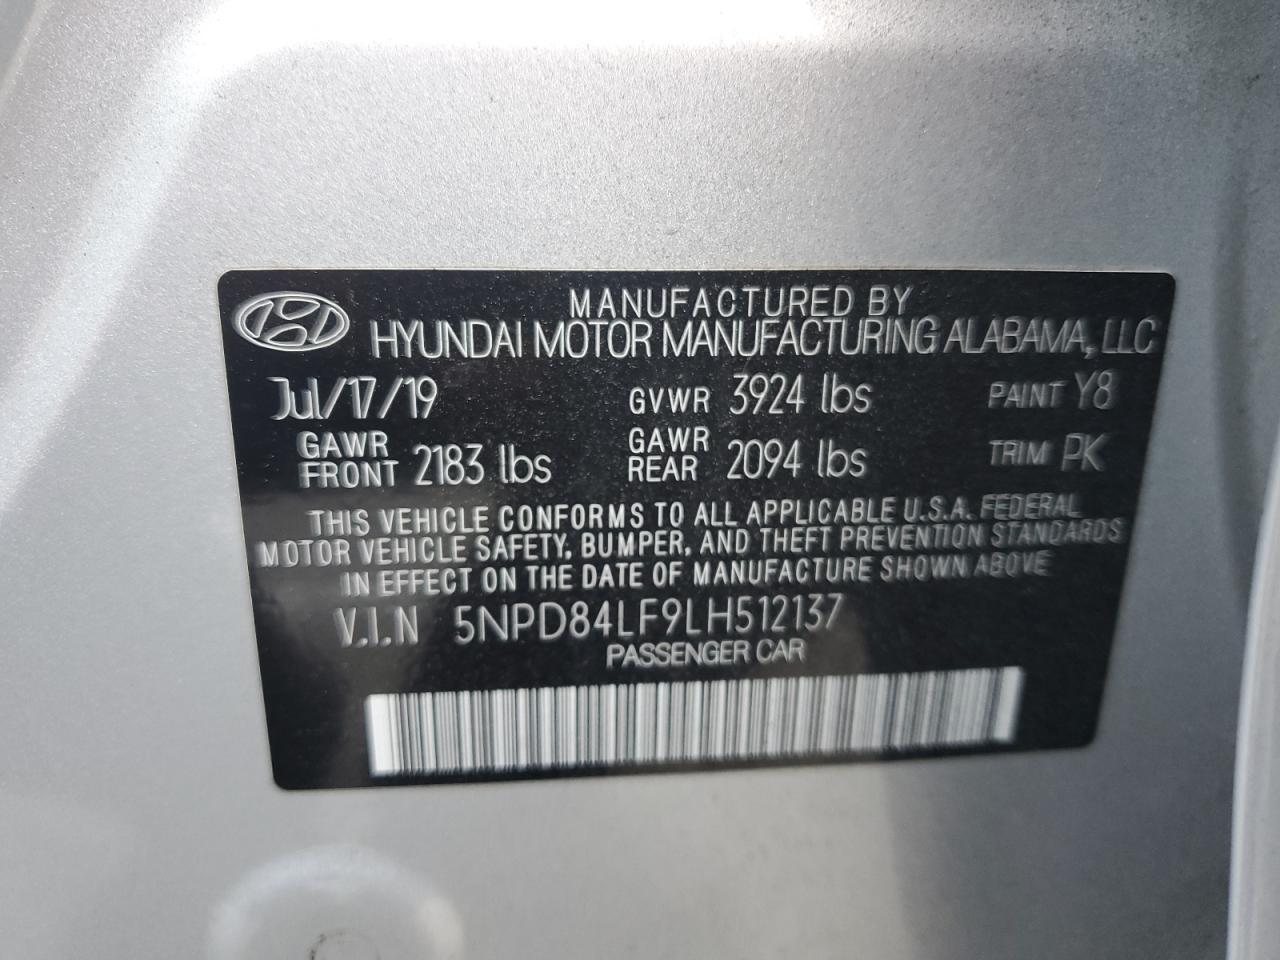 MANUFACTURED BY
HYUNDAI MOTOR MANUFACTURING ALABAMA, LLC
Jul/17/19 GVWR 3924 lbs PAINT Y8
GAWR FRONT 2183 lbs GAWR REAR 2094 lbs TRIM PK
THIS VEHICLE CONFORMS TO ALL APPLICABLE U.S.A. FEDERAL
MOTOR VEHICLE SAFETY, BUMPER, AND THEFT PREVENTION STANDARDS
IN EFFECT ON THE DATE OF MANUFACTURE SHOWN ABOVE
V.I.N 5NPD84LF9LH512137
PASSENGER CAR